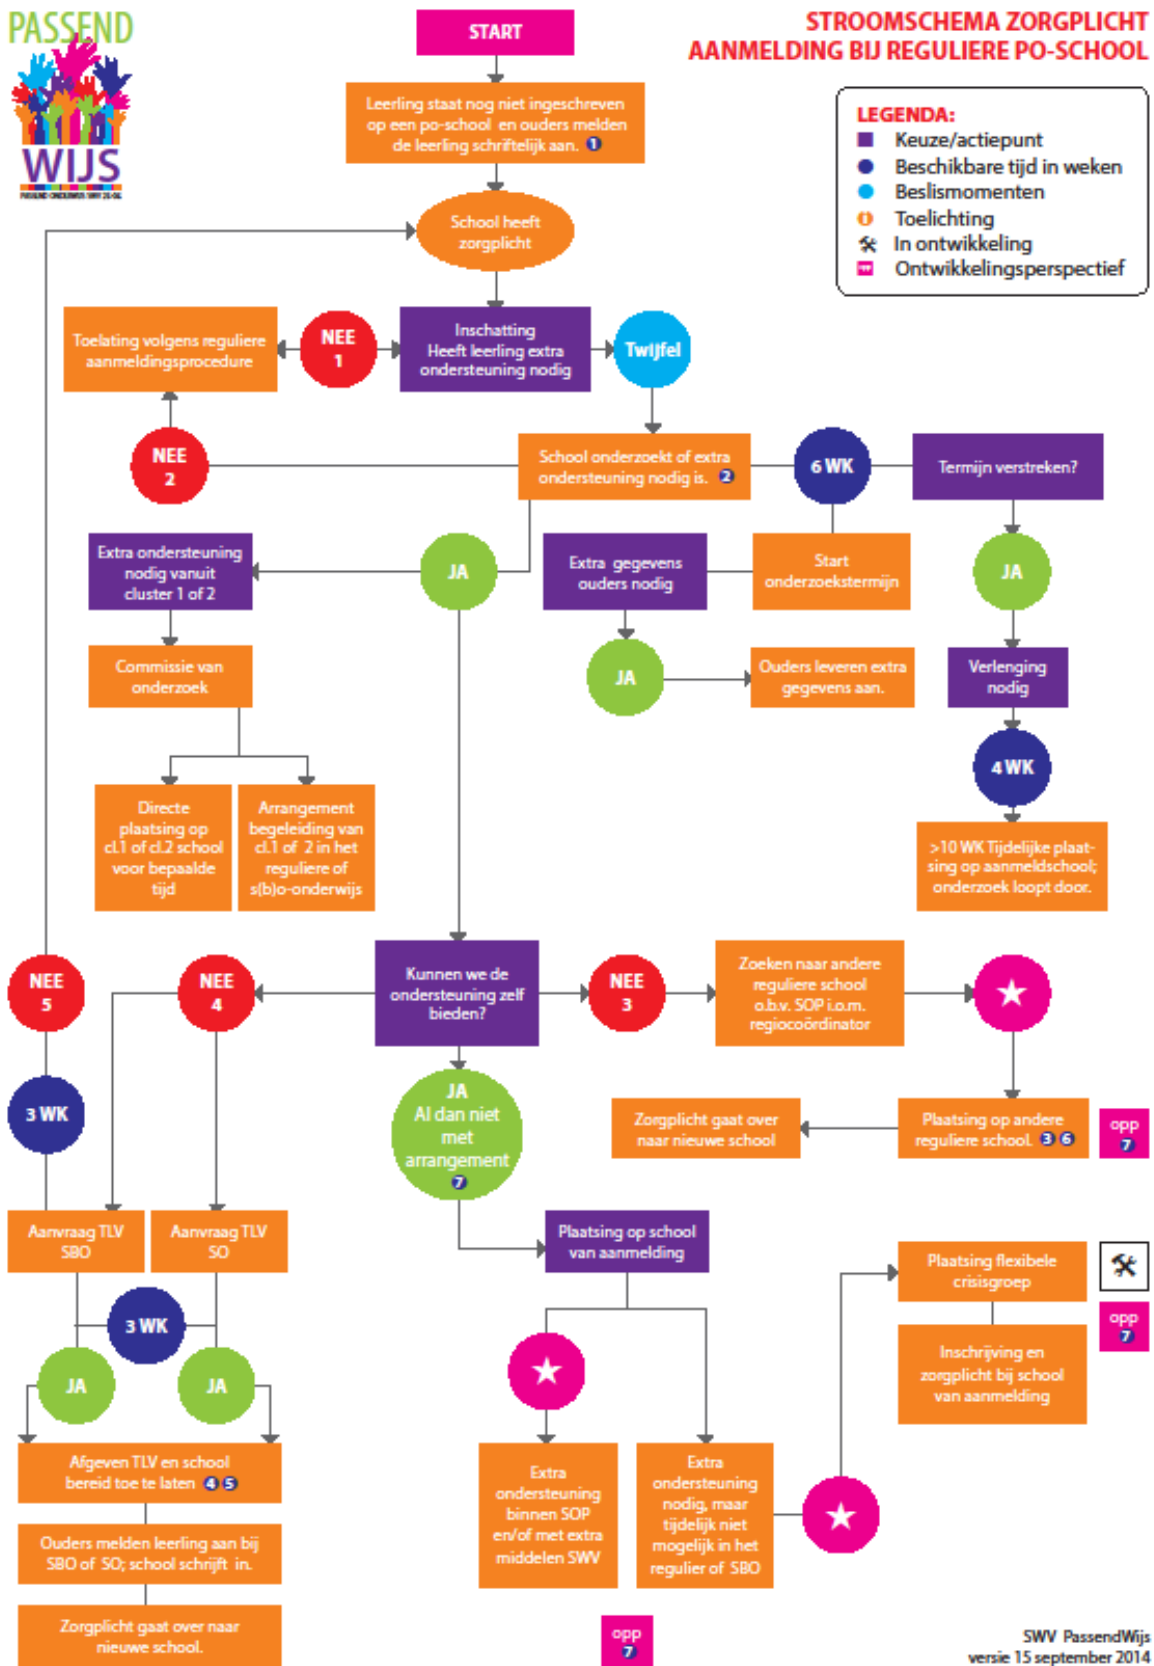 PASSEND
WIJS
START
STROOMSCHEMA ZORGPLICHT
AANMELDING BIJ REGULIERE PO-SCHOOL
Leerling staat nog niet ingeschreven
op een po-school en ouders melden
de leerling schriftelijk aan. 1
LEGENDA:
Keuze/actiepunt
Beschikbare tijd in weken
Beslismomenten
Toelichting
In ontwikkeling
Ontwikkelingsperspectief
School heeft
zorgplicht
Toelating volgens reguliere
aanmeldingsprocedure
NEE
1
Inschatting
Heeft leerling extra
ondersteuning nodig
Twijfel
NEE
2
School onderzoekt of extra
ondersteuning nodig is. 2
6 WK
Termijn verstreken?
Extra ondersteuning
nodig vanuit
cluster 1 of 2
JA
Extra gegevens
ouders nodig
Start
onderzoekstermijn
JA
Commissie van
onderzoek
JA
Ouders leveren extra
gegevens aan.
Verlenging
nodig
4 WK
Directe
plaatsing op
cl.1 of cl.2 school
voor bepaalde
tijd
Arrangement
begeleiding van
cl.1 of 2 in het
reguliere of
s(b)o-onderwijs
>10 WK Tijdelijke plaat-
sing op aanmeldschool;
onderzoek loopt door.
NEE
5
NEE
4
Kunnen we de
ondersteuning zelf
bieden?
NEE
3
Zoeken naar andere
reguliere school
o.b.v. SOP i.o.m.
regiocoördinator
3 WK
JA
Al dan niet
met
arrangement
7
Zorgplicht gaat over
naar nieuwe school
Plaatsing op andere
reguliere school. 3 6
opp
7
Aanvraag TLV
SBO
Aanvraag TLV
SO
Plaatsing op school
van aanmelding
Plaatsing flexibele
crisisgroep
3 WK
opp
7
JA
JA
Inschrijving en
zorgplicht bij school
van aanmelding
Afgeven TLV en school
bereid toe te laten 4 5
Extra
ondersteuning
binnen SOP
en/of met extra
middelen SWV
Extra
ondersteuning
nodig, maar
tijdelijk niet
mogelijk in het
regulier of SBO
Ouders melden leerling aan bij
SBO of SO; school schrijft in.
Zorgplicht gaat over naar
nieuwe school.
opp
7
SWV PassendWijs
versie 15 september 2014